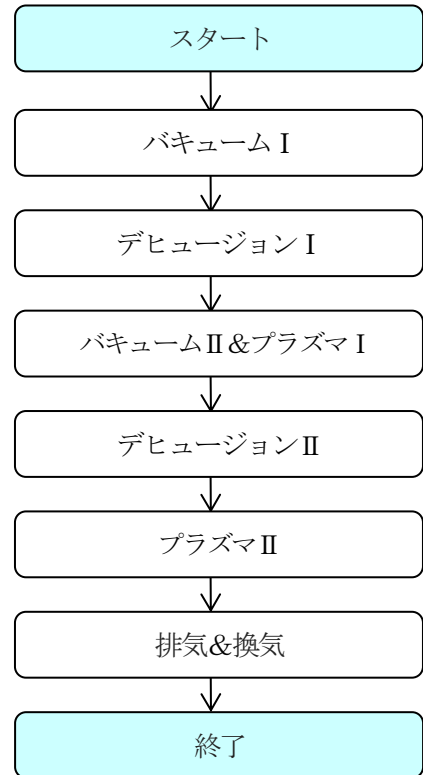 スタート
バキュームⅠ
デヒュージョンⅠ
バキュームⅡ&プラズマⅠ
デヒュージョンⅡ
プラズマⅡ
排気&換気
終了